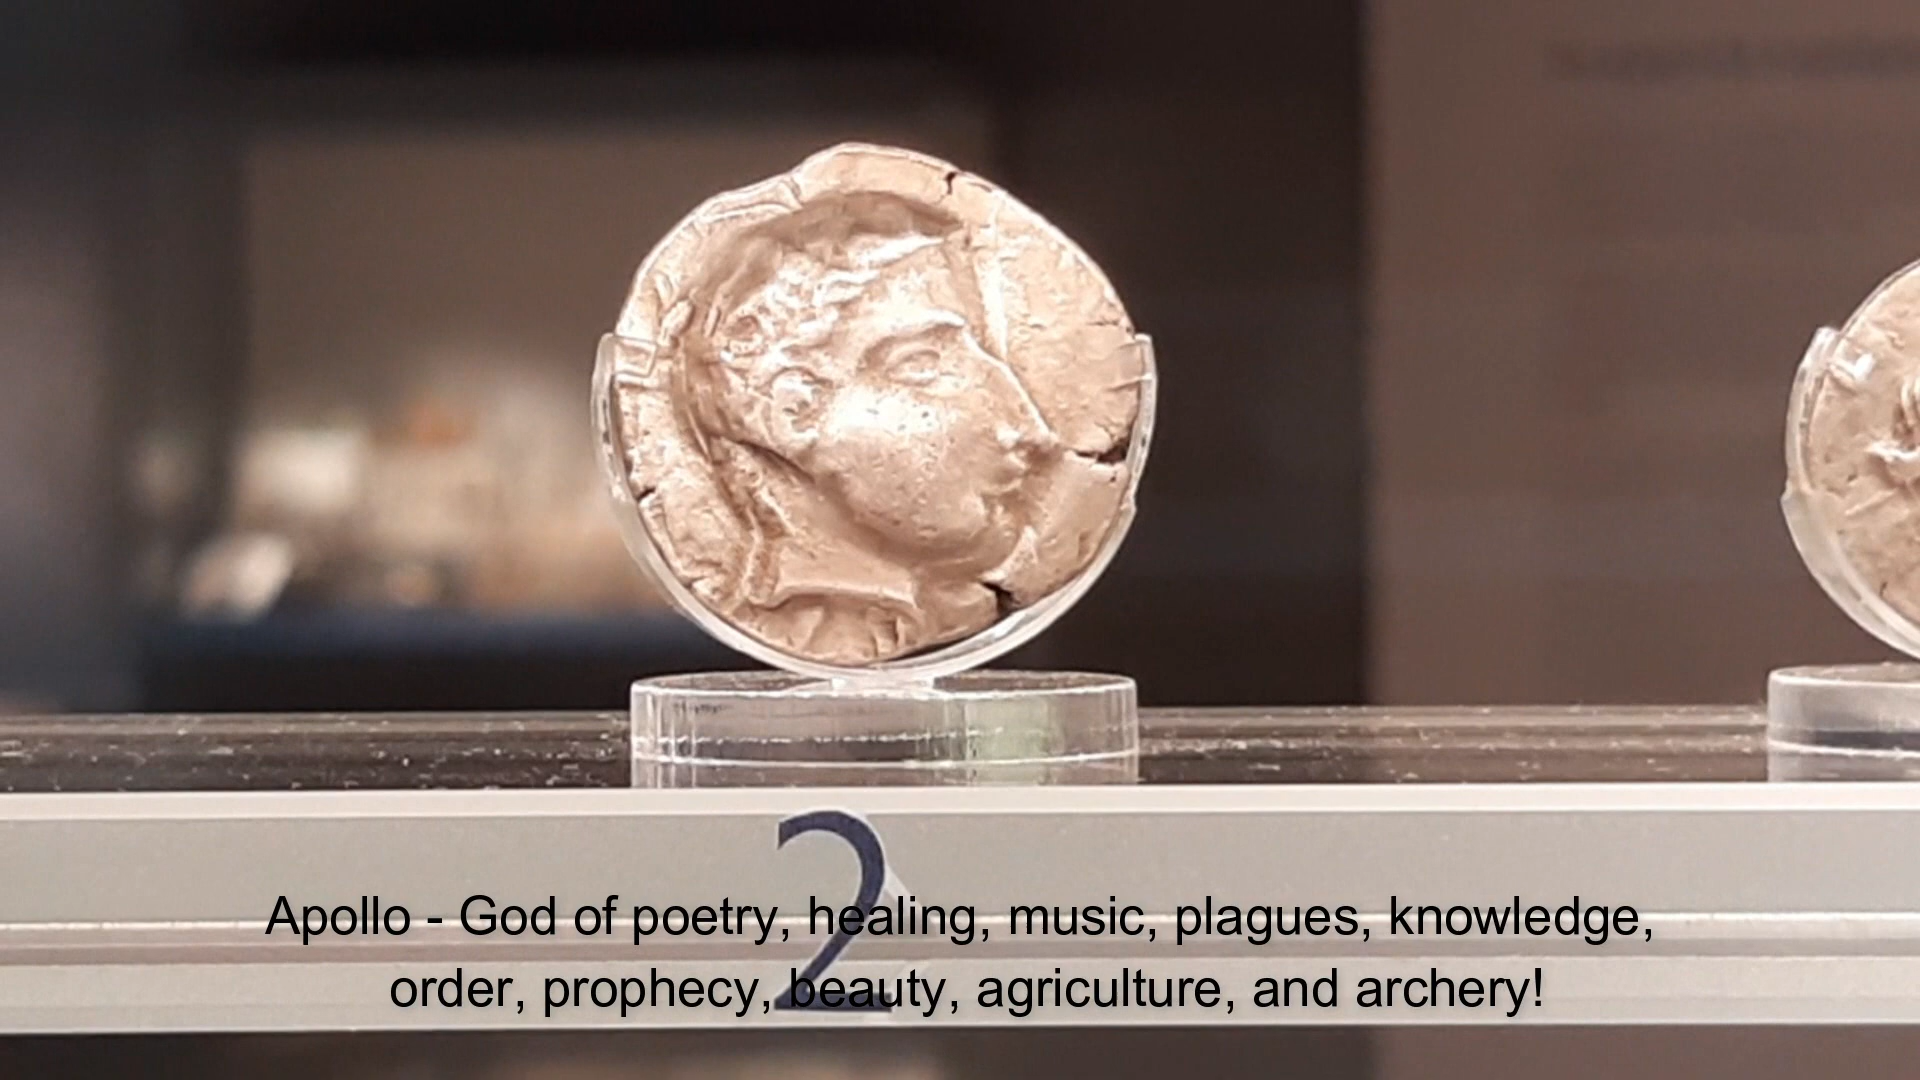 2
Apollo - God of poetry, healing, music, plagues, knowledge,
order, prophecy, beauty, agriculture, and archery!